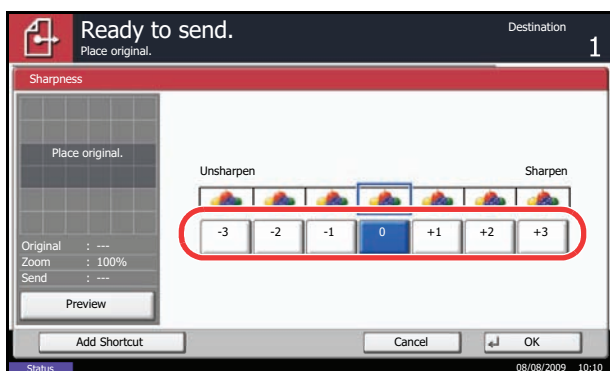 Ready to send.
Destination
Place original.
1
Sharpness
Place original.
Unsharpen
Sharpen
-3 -2 -1 0 +1 +2 +3
Original : ---
Zoom : 100%
Send : ---
Preview
Add Shortcut
Cancel
OK
Status
08/08/2009 10:10